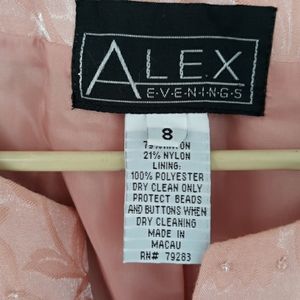 ALEX
E·V·E·N·I·N·G·S
8
21% NYLON
LINING:
100% POLYESTER
DRY CLEAN ONLY
PROTECT BEADS
AND BUTTONS WHEN
DRY CLEANING
MADE IN
MACAU
RN# 79283